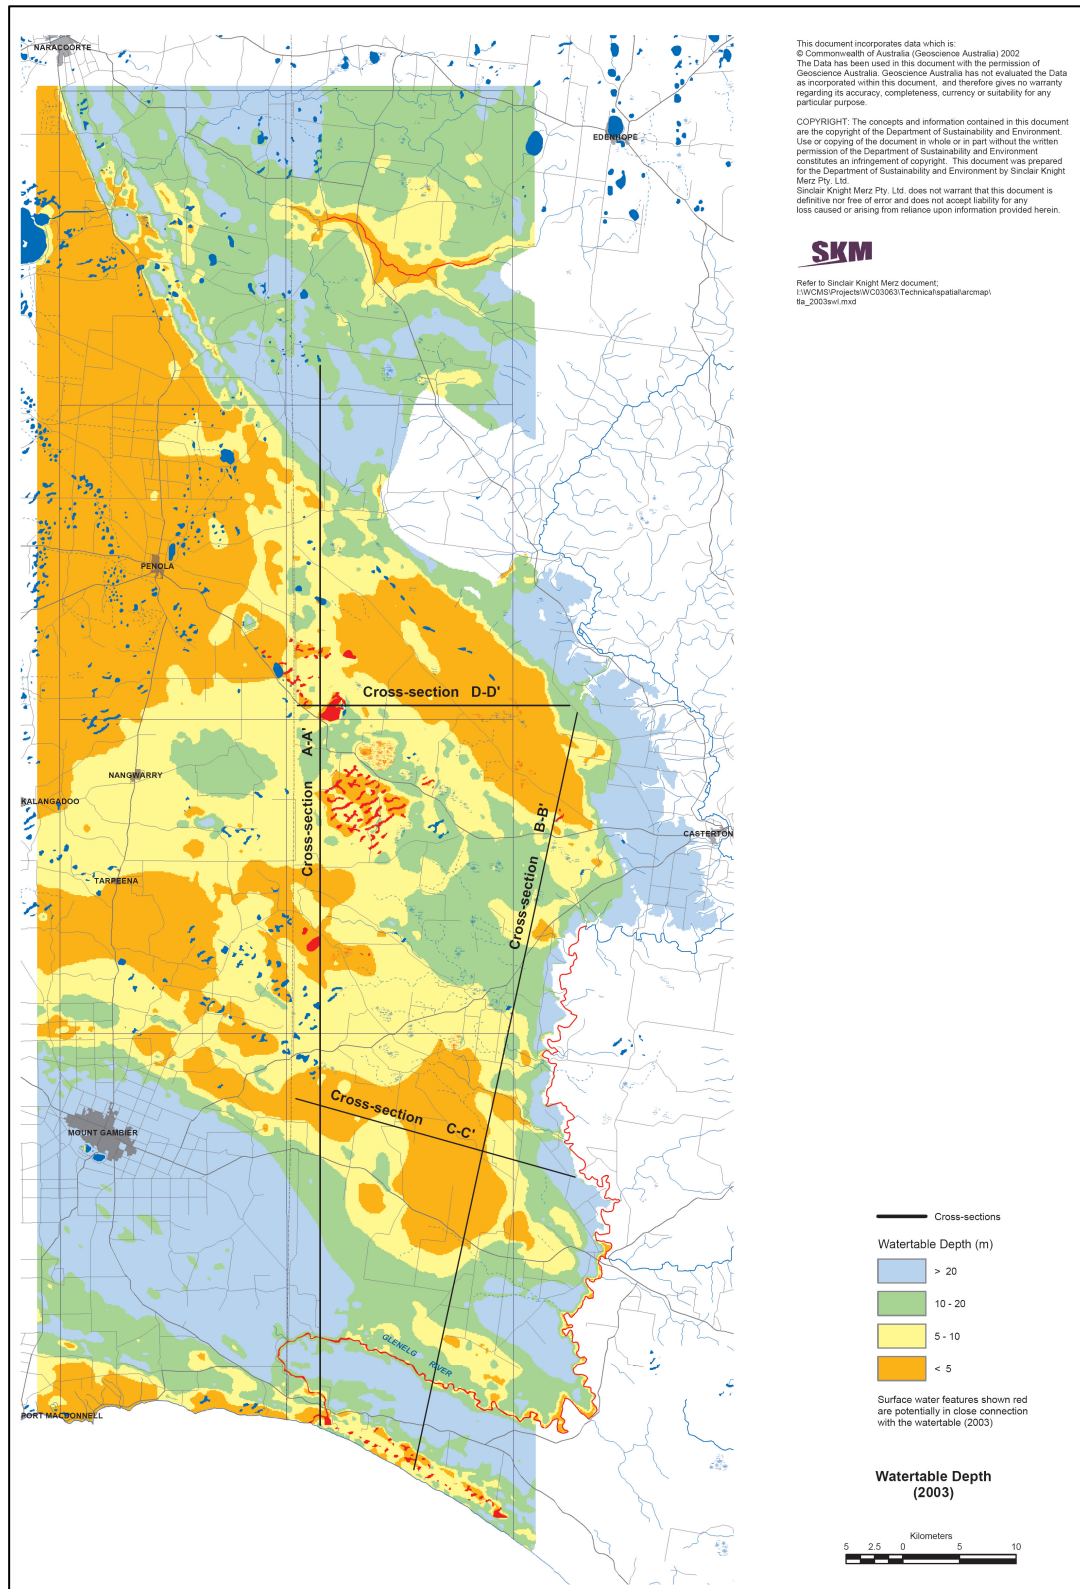 This document incorporates data which is:
© Commonwealth of Australia (Geoscience Australia) 2002
The Data has been used in this document with the permission of
Geoscience Australia. Geoscience Australia has not evaluated the Data
as incorporated within this document, and therefore gives no warranty
regarding its accuracy, completeness, currency or suitability for any
particular purpose.
COPYRIGHT: The concepts and information contained in this document
are the copyright of the Department of Sustainability and Environment.
Use or copying of the document in whole or in part without the written
permission of the Department of Sustainability and Environment
constitutes an infringement of copyright. This document was prepared
for the Department of Sustainability and Environment by Sinclair Knight
Merz Pty. Ltd.
Sinclair Knight Merz Pty. Ltd. does not warrant that this document is
definitive nor free of error and does not accept liability for any
loss caused or arising from reliance upon information provided herein.
SKM
Refer to Sinclair Knight Merz document;
I:\WCMS\Projects\WC03063\Technical\spatial\arcmap\
tla_2003swl.mxd
NARACOORTE
EDENHOPE
PENOLA
Cross-section D-D'
Cross-section A-A'
NANGWARRY
KALANGADOO
Cross-section B-B'
CASTERTON
TARPEENA
Cross-section C-C'
MOUNT GAMBIER
GLENELG RIVER
PORT MACDONNELL
Cross-sections
Watertable Depth (m)
> 20
10 - 20
5 - 10
< 5
Surface water features shown red
are potentially in close connection
with the watertable (2003)
Watertable Depth
(2003)
Kilometers
5 2.5 0 5 10